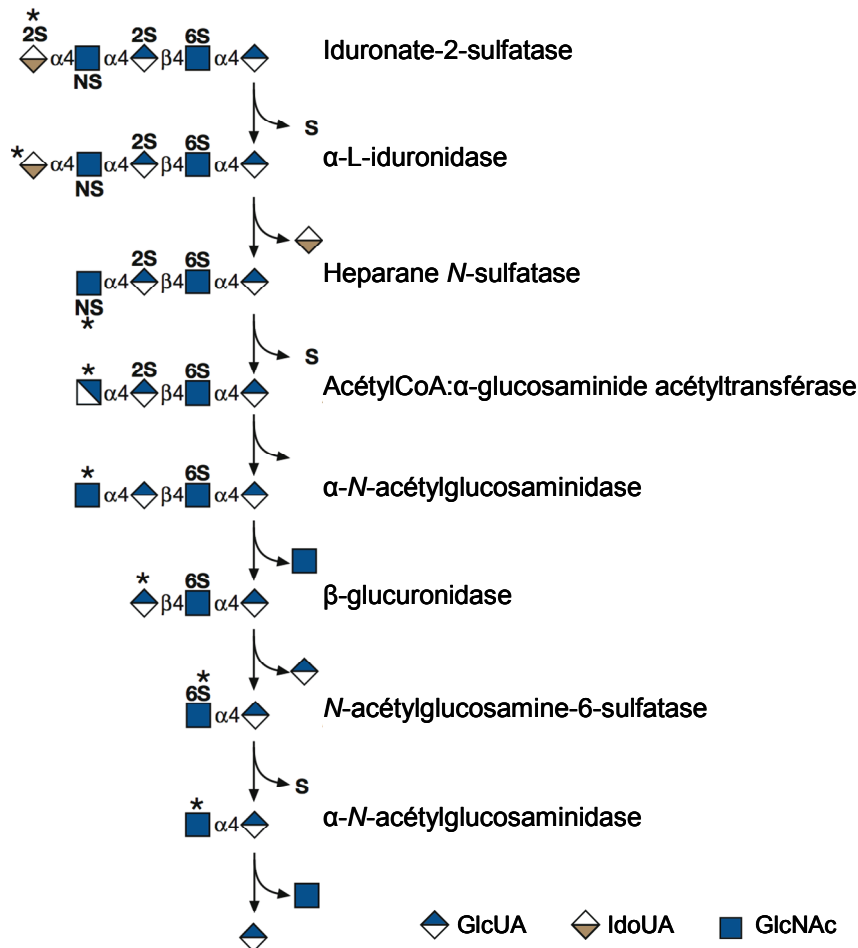 *
2S 2S 6S
α4 α4 β4 α4 Iduronate-2-sulfatase
NS
S
2S 6S
* α4 α4 β4 α4 α-L-iduronidase
NS
2S 6S
α4 β4 α4 Heparane N-sulfatase
NS
*
S
* 2S 6S
α4 β4 α4 AcétylCoA:α-glucosaminide acétyltransférase
* 6S
α4 β4 α4 α-N-acétylglucosaminidase
* 6S
β4 α4 β-glucuronidase
*
6S
α4 N-acétylglucosamine-6-sulfatase
S
*
α4 α-N-acétylglucosaminidase
GlcUA IdoUA GlcNAc